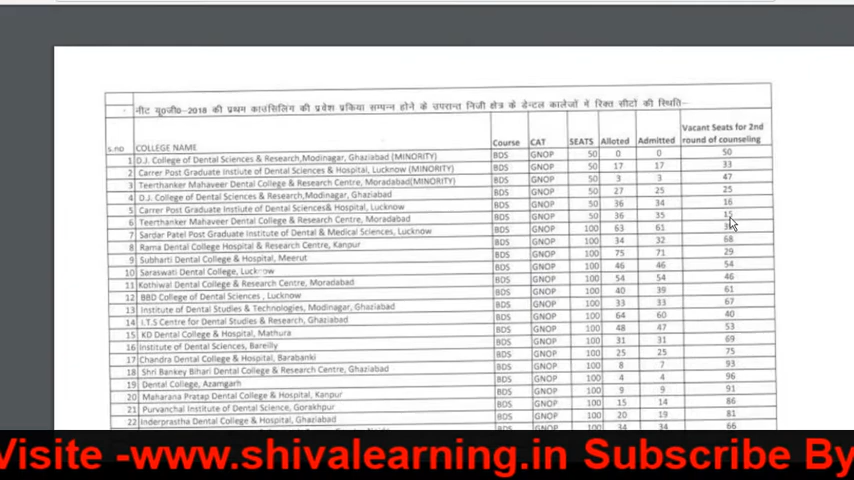 नीट यू0जी0-2018 की प्रथम काउंसिलिंग की प्रवेश प्रकिया सम्पन्न होने के उपरान्त निजी क्षेत्र के डेन्टल कालेजों में रिक्त सीटों की स्थिति-
s.no COLLEGE NAME Course CAT SEATS Alloted Admitted Vacant Seats for 2nd round of counseling
1 D.J. College of Dental Sciences & Research,Modinagar, Ghaziabad (MINORITY) BDS GNOP 50 0 0 50
2 Carrer Post Graduate Instiute of Dental Sciences & Hospital, Lucknow (MINORITY) BDS GNOP 50 17 17 33
3 Teerthanker Mahaveer Dental College & Research Centre, Moradabad(MINORITY) BDS GNOP 50 3 3 47
4 D.J. College of Dental Sciences & Research,Modinagar, Ghaziabad BDS GNOP 50 27 25 25
5 Carrer Post Graduate Instiute of Dental Sciences& Hospital, Lucknow BDS GNOP 50 36 34 16
6 Teerthanker Mahaveer Dental College & Research Centre, Moradabad BDS GNOP 50 36 35 15
7 Sardar Patel Post Graduate Institute of Dental & Medical Sciences, Lucknow BDS GNOP 100 63 61
8 Rama Dental College Hospital & Research Centre, Kanpur BDS GNOP 100 34 32 68
9 Subharti Dental College & Hospital, Meerut BDS GNOP 100 75 71 29
10 Saraswati Dental College, Lucknow BDS GNOP 100 46 46 54
11 Kothiwal Dental College & Research Centre, Moradabad BDS GNOP 100 54 54 46
12 BBD College of Dental Sciences , Lucknow BDS GNOP 100 40 39 61
13 Institute of Dental Studies & Technologies, Modinagar, Ghaziabad BDS GNOP 100 33 33 67
14 I.T.S Centre for Dental Studies & Research, Ghaziabad BDS GNOP 100 64 60 40
15 KD Dental College & Hospital, Mathura BDS GNOP 100 48 47 53
16 Institute of Dental Sciences, Bareilly BDS GNOP 100 31 31 69
17 Chandra Dental College & Hospital, Barabanki BDS GNOP 100 25 25 75
18 Shri Bankey Bihari Dental College & Research Centre, Ghaziabad BDS GNOP 100 8 7 93
19 Dental College, Azamgarh BDS GNOP 100 4 4 96
20 Maharana Pratap Dental College & Hospital, Kanpur BDS GNOP 100 9 9 91
21 Purvanchal Institute of Dental Science, Gorakhpur BDS GNOP 100 15 14 86
22 Inderprastha Dental College & Hospital, Ghaziabad BDS GNOP 100 20 19 81
BDS GNOP 100 34 34 66
Visite -www.shivalearning.in Subscribe By